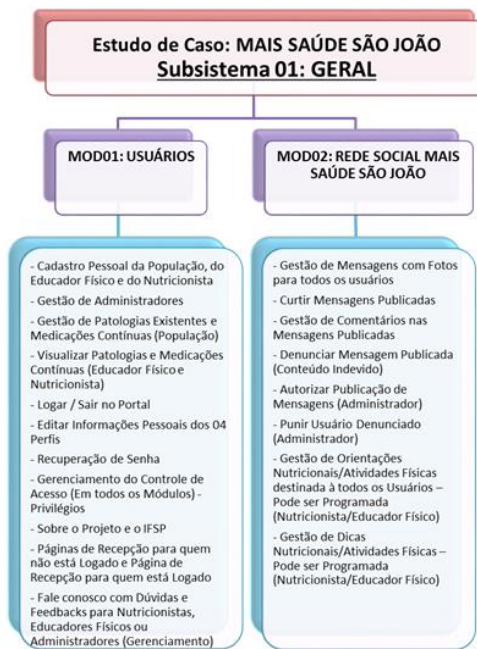 Estudo de Caso: MAIS SAÚDE SÃO JOÃO
Subsistema 01: GERAL
MOD01: USUÁRIOS
- Cadastro Pessoal da População, do
Educador Físico e do Nutricionista
- Gestão de Administradores
- Gestão de Patologias Existentes e
Medicações Contínuas (População)
- Visualizar Patologias e Medicações
Contínuas (Educador Físico e
Nutricionista)
- Logar / Sair no Portal
- Editar Informações Pessoais dos 04
Perfis
- Recuperação de Senha
- Gerenciamento do Controle de
Acesso (Em todos os Módulos) -
Privilégios
- Sobre o Projeto e o IFSP
- Páginas de Recepção para quem
não está Logado e Página de
Recepção para quem está Logado
- Fale conosco com Dúvidas e
Feedbacks para Nutricionistas,
Educadores Físicos ou
Administradores (Gerenciamento)
MOD02: REDE SOCIAL MAIS
SAÚDE SÃO JOÃO
- Gestão de Mensagens com Fotos
para todos os usuários
- Curtir Mensagens Publicadas
- Gestão de Comentários nas
Mensagens Publicadas
- Denunciar Mensagem Publicada
(Conteúdo Indevido)
- Autorizar Publicação de
Mensagens (Administrador)
- Punir Usuário Denunciado
(Administrador)
- Gestão de Orientações
Nutricionais/Atividades Físicas
destinada à todos os Usuários –
Pode ser Programada
(Nutricionista/Educador Físico)
- Gestão de Dicas
Nutricionais/Atividades Físicas –
Pode ser Programada
(Nutricionista/Educador Físico)